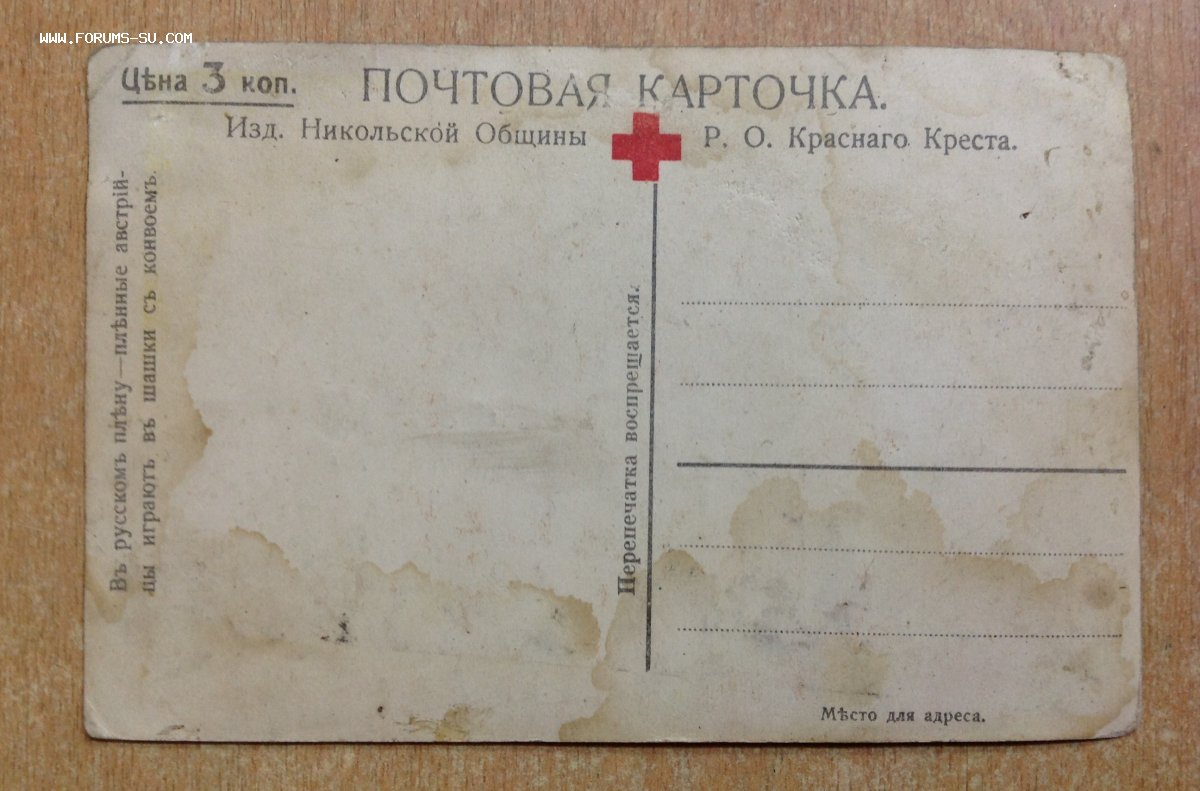 www.forums-su.com
Цѣна 3 коп.
ПОЧТОВАЯ КАРТОЧКА.
Изд. Никольской Общины Р. О. Краснаго Креста.
Въ русскомъ плѣну—плѣнные австрій-
цы играютъ въ шашки съ конвоемъ.
Перепечатка воспрещается.
Мѣсто для адреса.